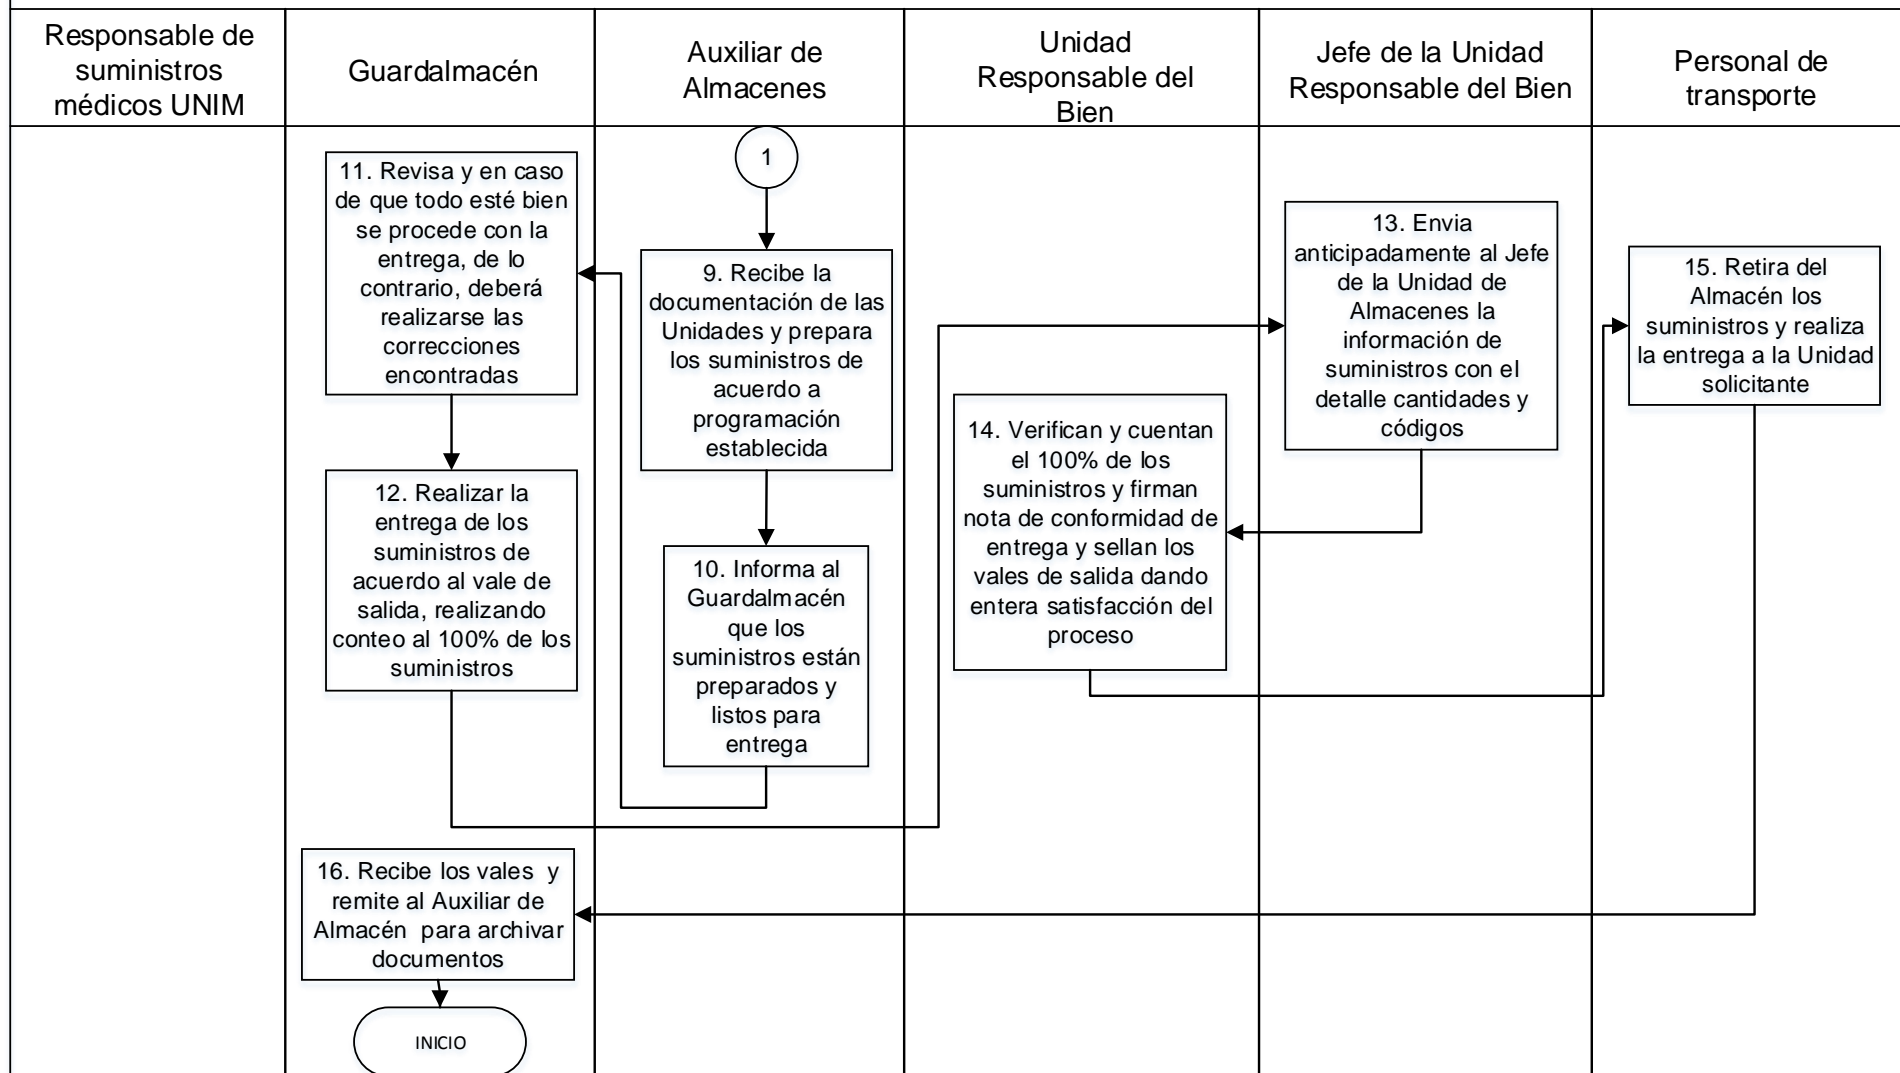 Responsable de
suministros
médicos UNIM
Guardalmacén
Auxiliar de
Almacenes
Unidad
Responsable del
Bien
Jefe de la Unidad
Responsable del Bien
Personal de
transporte
1
9. Recibe la
documentación de las
Unidades y prepara
los suministros de
acuerdo a
programación
establecida
10. Informa al
Guardalmacén
que los
suministros están
preparados y
listos para
entrega
11. Revisa y en caso
de que todo esté bien
se procede con la
entrega, de lo
contrario, deberá
realizarse las
correcciones
encontradas
12. Realizar la
entrega de los
suministros de
acuerdo al vale de
salida, realizando
conteo al 100% de los
suministros
13. Envia
anticipadamente al Jefe
de la Unidad de
Almacenes la
información de
suministros con el
detalle cantidades y
códigos
14. Verifican y cuentan
el 100% de los
suministros y firman
nota de conformidad de
entrega y sellan los
vales de salida dando
entera satisfacción del
proceso
15. Retira del
Almacén los
suministros y realiza
la entrega a la Unidad
solicitante
16. Recibe los vales  y
remite al Auxiliar de
Almacén  para archivar
documentos
INICIO